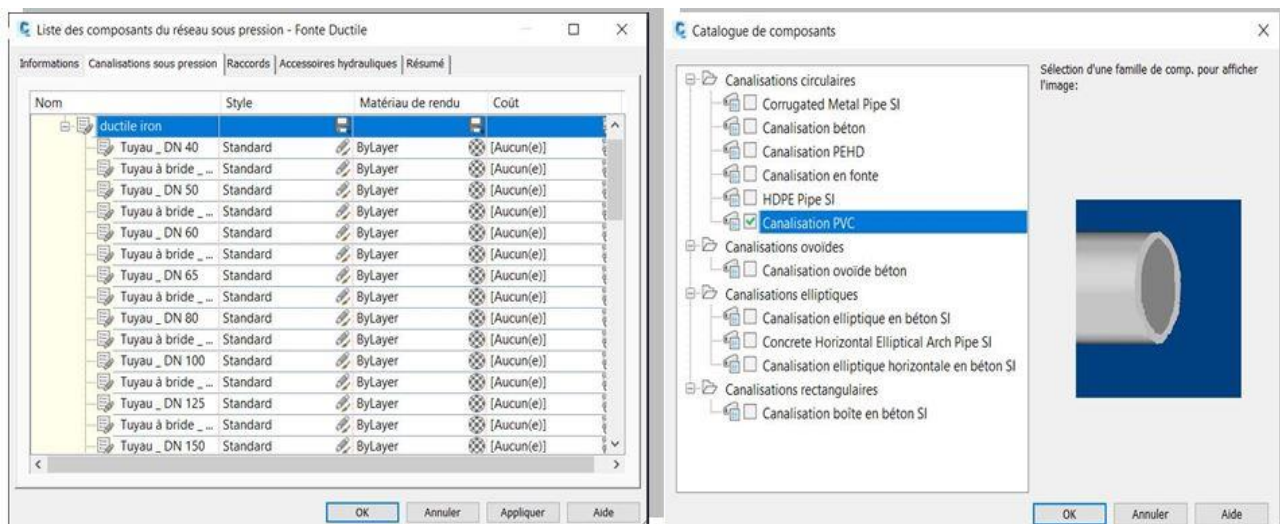 Liste des composants du réseau sous pression - Fonte Ductile
Informations Canalisations sous pression Raccords Accessoires hydrauliques Résumé
Nom Style Matériau de rendu Coût
ductile iron
Tuyau _ DN 40 Standard ByLayer [Aucun(e)]
Tuyau à bride _ ... Standard ByLayer [Aucun(e)]
Tuyau _ DN 50 Standard ByLayer [Aucun(e)]
Tuyau à bride _ ... Standard ByLayer [Aucun(e)]
Tuyau _ DN 60 Standard ByLayer [Aucun(e)]
Tuyau à bride _ ... Standard ByLayer [Aucun(e)]
Tuyau _ DN 65 Standard ByLayer [Aucun(e)]
Tuyau à bride _ ... Standard ByLayer [Aucun(e)]
Tuyau _ DN 80 Standard ByLayer [Aucun(e)]
Tuyau à bride _ ... Standard ByLayer [Aucun(e)]
Tuyau _ DN 100 Standard ByLayer [Aucun(e)]
Tuyau à bride _ ... Standard ByLayer [Aucun(e)]
Tuyau _ DN 125 Standard ByLayer [Aucun(e)]
Tuyau à bride _ ... Standard ByLayer [Aucun(e)]
Tuyau _ DN 150 Standard ByLayer [Aucun(e)]
OK Annuler Appliquer Aide
Catalogue de composants
Canalisations circulaires
Corrugated Metal Pipe SI
Canalisation béton
Canalisation PEHD
Canalisation en fonte
HDPE Pipe SI
Canalisation PVC
Canalisations ovoïdes
Canalisation ovoïde béton
Canalisations elliptiques
Canalisation elliptique en béton SI
Concrete Horizontal Elliptical Arch Pipe SI
Canalisation elliptique horizontale en béton SI
Canalisations rectangulaires
Canalisation boîte en béton SI
Sélection d'une famille de comp. pour afficher
l'image:
OK Annuler Aide